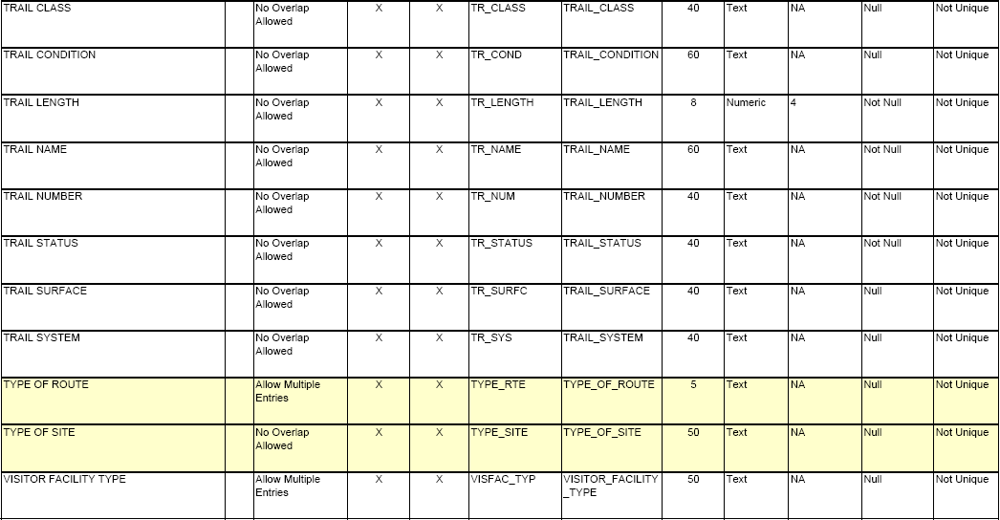 TRAIL CLASS No Overlap X X TR_CLASS TRAIL_CLASS 40 Text NA Null Not Unique
Allowed
TRAIL CONDITION No Overlap X X TR_COND TRAIL_CONDITION 60 Text NA Null Not Unique
Allowed
TRAIL LENGTH No Overlap X X TR_LENGTH TRAIL_LENGTH 8 Numeric 4 Not Null Not Unique
Allowed
TRAIL NAME No Overlap X X TR_NAME TRAIL_NAME 60 Text NA Not Null Not Unique
Allowed
TRAIL NUMBER No Overlap X X TR_NUM TRAIL_NUMBER 40 Text NA Not Null Not Unique
Allowed
TRAIL STATUS No Overlap X X TR_STATUS TRAIL_STATUS 40 Text NA Not Null Not Unique
Allowed
TRAIL SURFACE No Overlap X X TR_SURFC TRAIL_SURFACE 40 Text NA Null Not Unique
Allowed
TRAIL SYSTEM No Overlap X X TR_SYS TRAIL_SYSTEM 40 Text NA Null Not Unique
Allowed
TYPE OF ROUTE Allow Multiple X X TYPE_RTE TYPE_OF_ROUTE 5 Text NA Null Not Unique
Entries
TYPE OF SITE No Overlap X X TYPE_SITE TYPE_OF_SITE 50 Text NA Null Not Unique
Allowed
VISITOR FACILITY TYPE Allow Multiple X X VISFAC_TYP VISITOR_FACILITY 50 Text NA Null Not Unique
Entries _TYPE